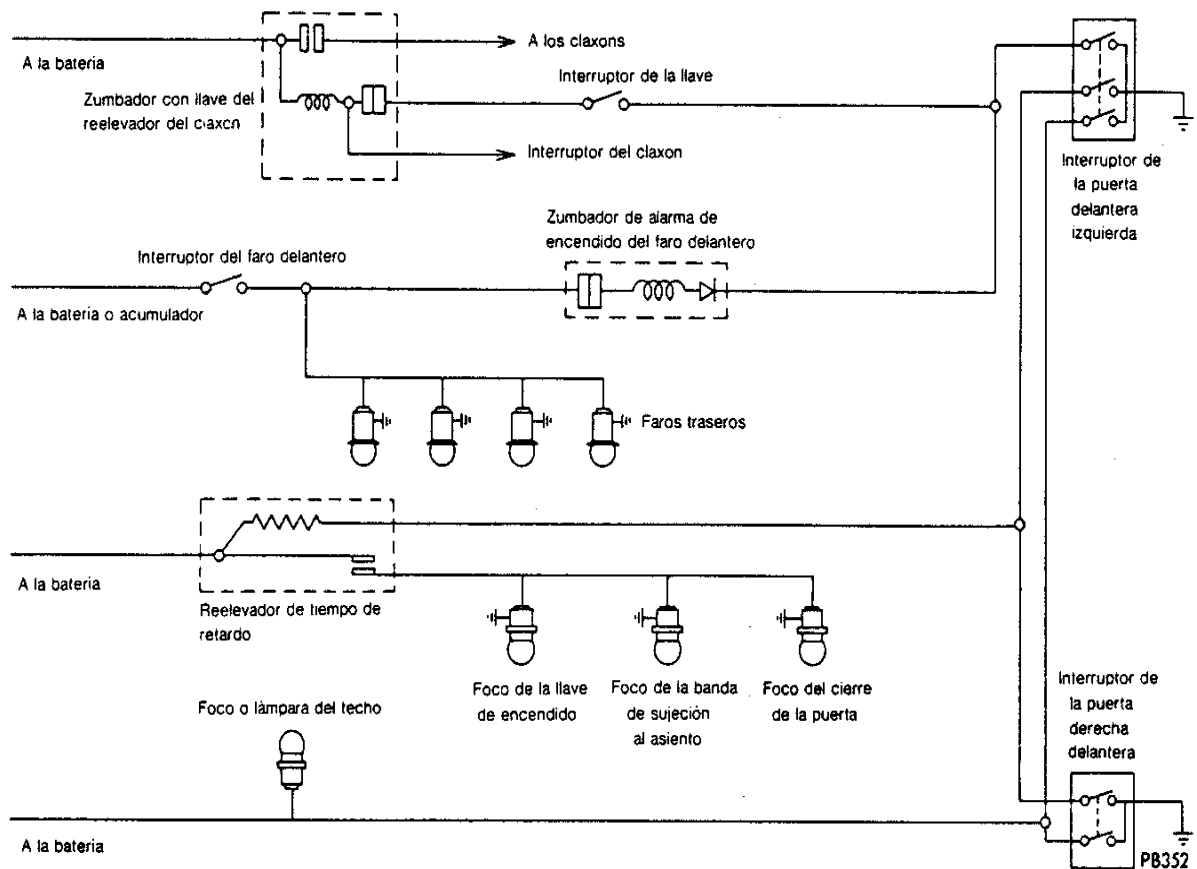 A la bateria
A los claxons
Interruptor de la llave
Zumbador con llave del
reelevador del claxon
Interruptor del claxon
Interruptor de
la puerta
delantera
izquierda
Zumbador de alarma de
encendido del faro delantero
Interruptor del faro delantero
A la bateria o acumulador
Faros traseros
A la bateria
Reelevador de tiempo de
retardo
Foco de la llave
de encendido
Foco de la banda
de sujeción
al asiento
Foco del cierre
de la puerta
Interruptor de
la puerta
derecha
delantera
Foco o lámpara del techo
A la bateria
PB352